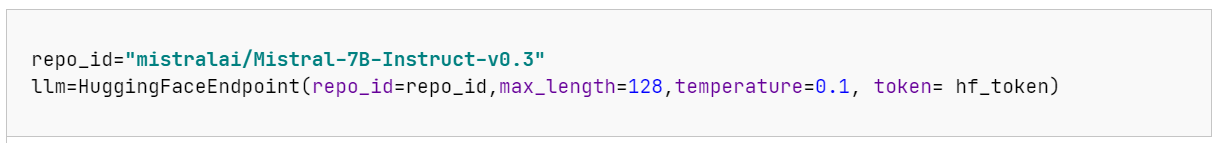 repo_id="mistralai/Mistral-7B-Instruct-v0.3"
llm=HuggingFaceEndpoint(repo_id=repo_id,max_length=128,temperature=0.1, token= hf_token)